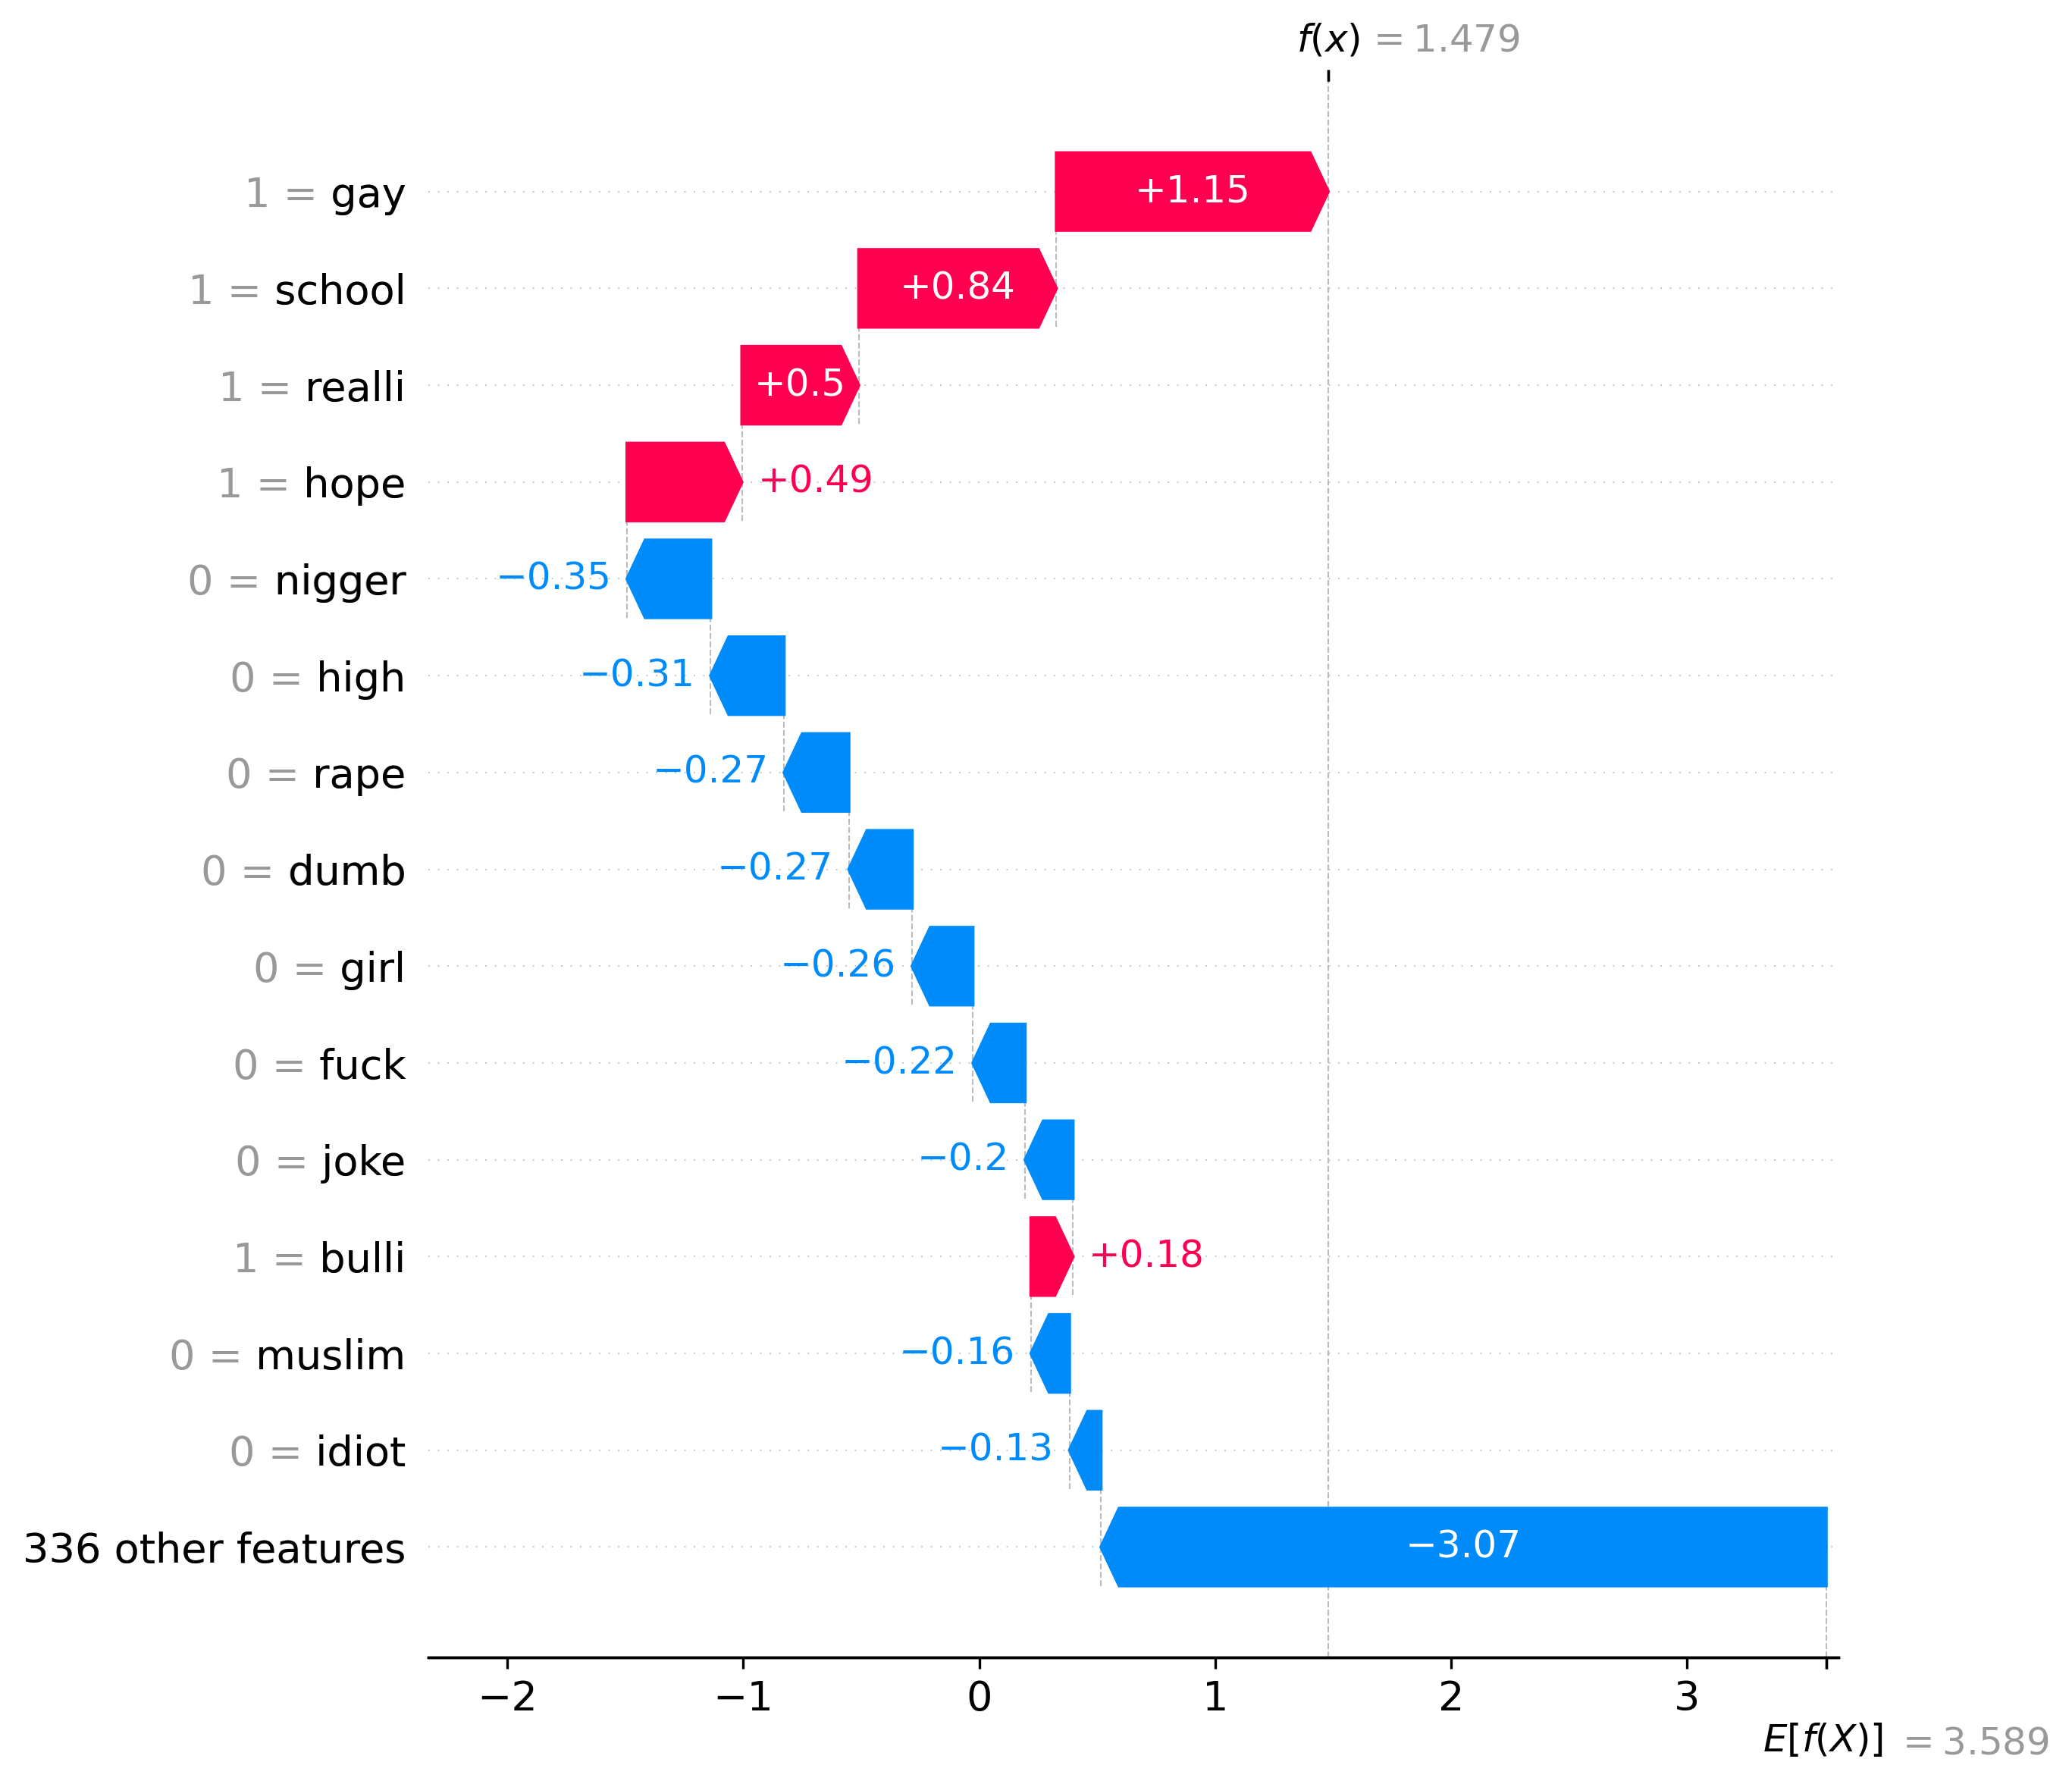 f(x) = 1.479
1 = gay
+1.15
1 = school
+0.84
1 = realli
+0.5
1 = hope
+0.49
0 = nigger
−0.35
0 = high
−0.31
0 = rape
−0.27
0 = dumb
−0.27
0 = girl
−0.26
0 = fuck
−0.22
0 = joke
−0.2
1 = bulli
+0.18
0 = muslim
−0.16
0 = idiot
−0.13
336 other features
−3.07
−2 −1 0 1 2 3
E[f(X)] = 3.589